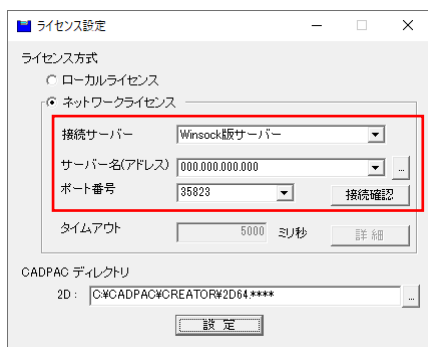 ライセンス設定
ライセンス方式
ローカルライセンス
ネットワークライセンス
接続サーバー Winsock版サーバー
サーバー名(アドレス) 000.000.000.000 ...
ポート番号 35823 接続確認
タイムアウト 5000 ミリ秒 詳細
CADPAC ディレクトリ
2D : C:¥CADPAC¥CREATOR¥2D64.**** ...
設定